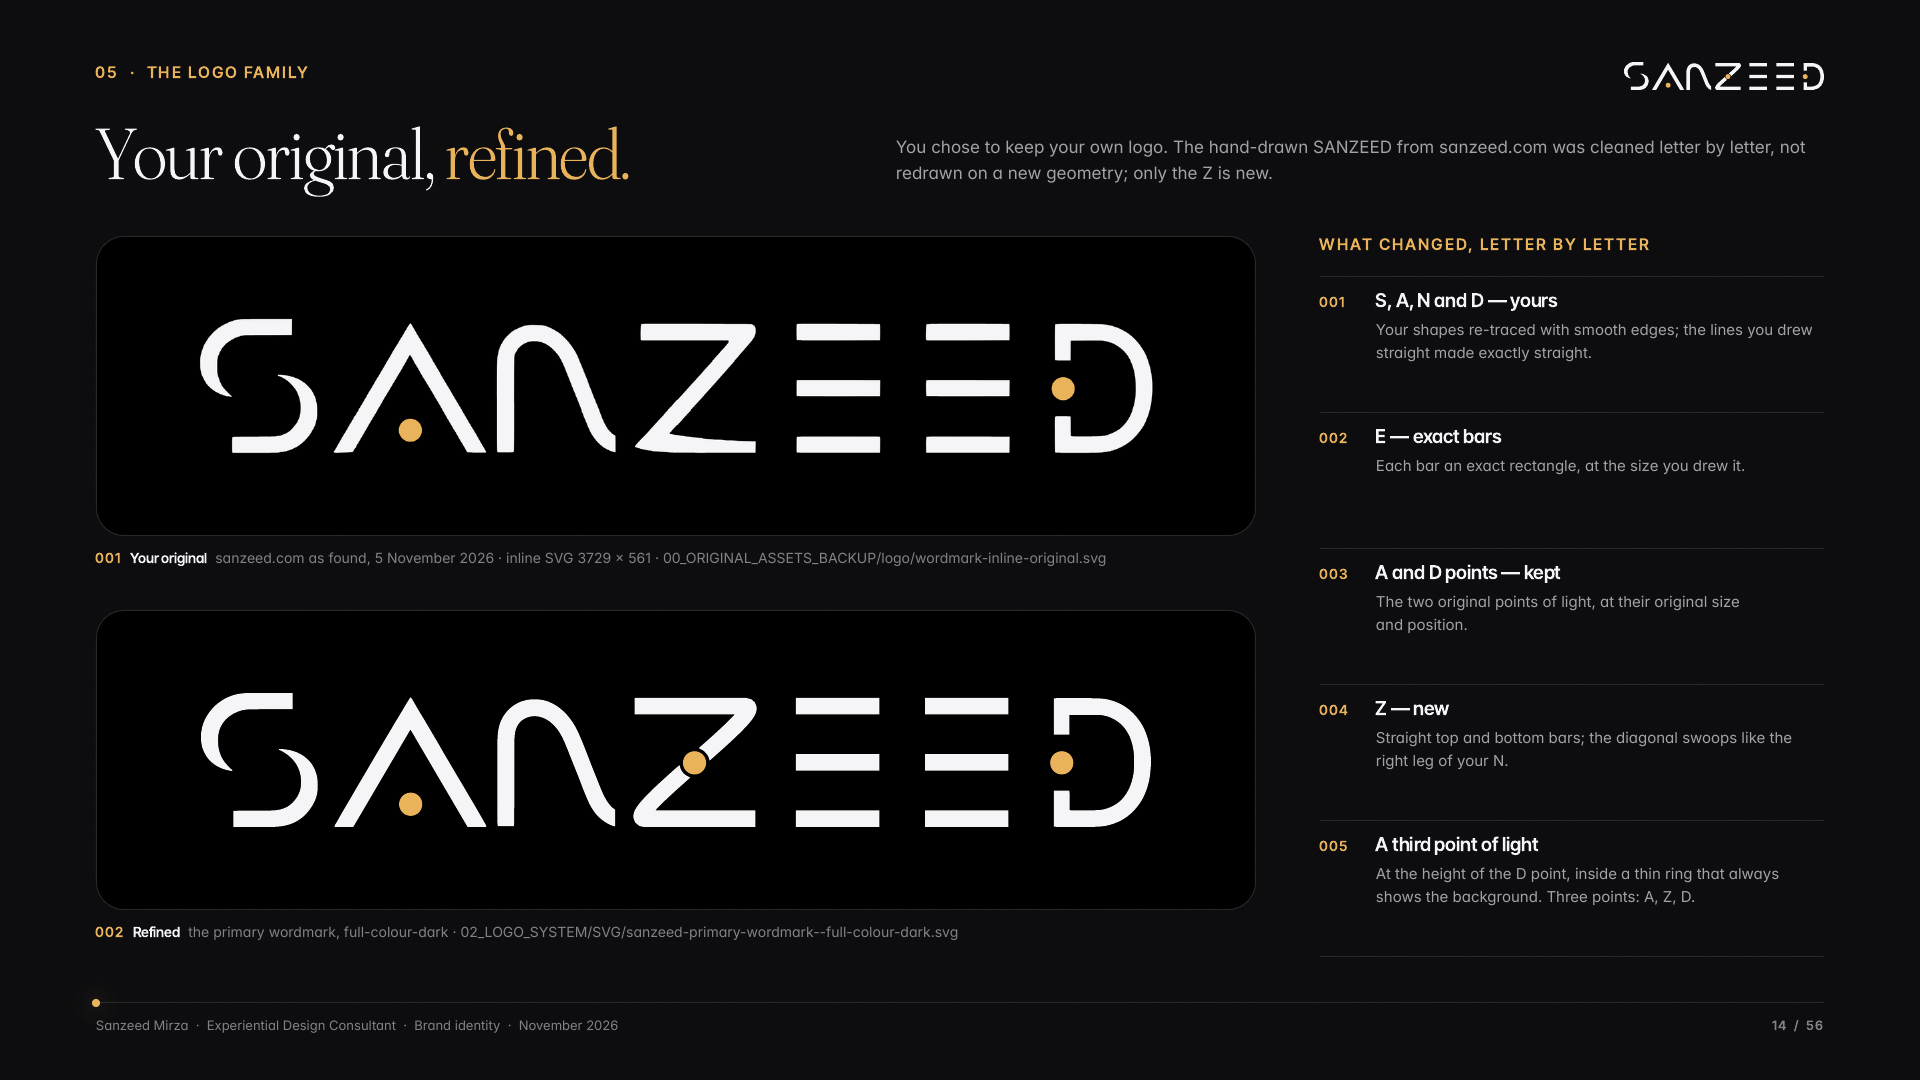 05 · THE LOGO FAMILY
SANZEED
Your original, refined.
You chose to keep your own logo. The hand-drawn SANZEED from sanzeed.com was cleaned letter by letter, not
redrawn on a new geometry; only the Z is new.
SANZEED
001 Your original sanzeed.com as found, 5 November 2026 · inline SVG 3729 × 561 · 00_ORIGINAL_ASSETS_BACKUP/logo/wordmark-inline-original.svg
SANZEED
002 Refined the primary wordmark, full-colour-dark · 02_LOGO_SYSTEM/SVG/sanzeed-primary-wordmark--full-colour-dark.svg
WHAT CHANGED, LETTER BY LETTER
001 S, A, N and D — yours
Your shapes re-traced with smooth edges; the lines you drew
straight made exactly straight.
002 E — exact bars
Each bar an exact rectangle, at the size you drew it.
003 A and D points — kept
The two original points of light, at their original size
and position.
004 Z — new
Straight top and bottom bars; the diagonal swoops like the
right leg of your N.
005 A third point of light
At the height of the D point, inside a thin ring that always
shows the background. Three points: A, Z, D.
Sanzeed Mirza · Experiential Design Consultant · Brand identity · November 2026
14 / 56